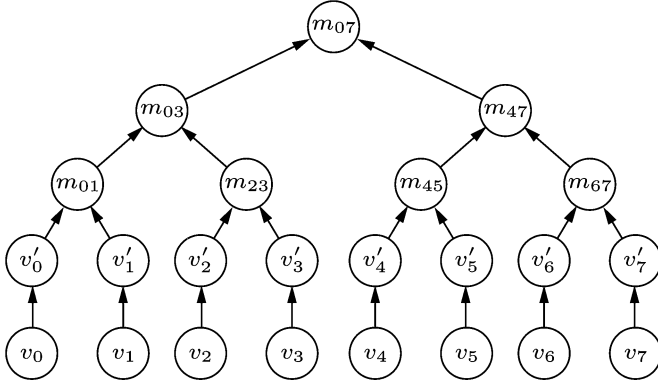 m₀₇
m₀₃ m₄₇
m₀₁ m₂₃ m₄₅ m₆₇
v′₀ v′₁ v′₂ v′₃ v′₄ v′₅ v′₆ v′₇
v₀ v₁ v₂ v₃ v₄ v₅ v₆ v₇